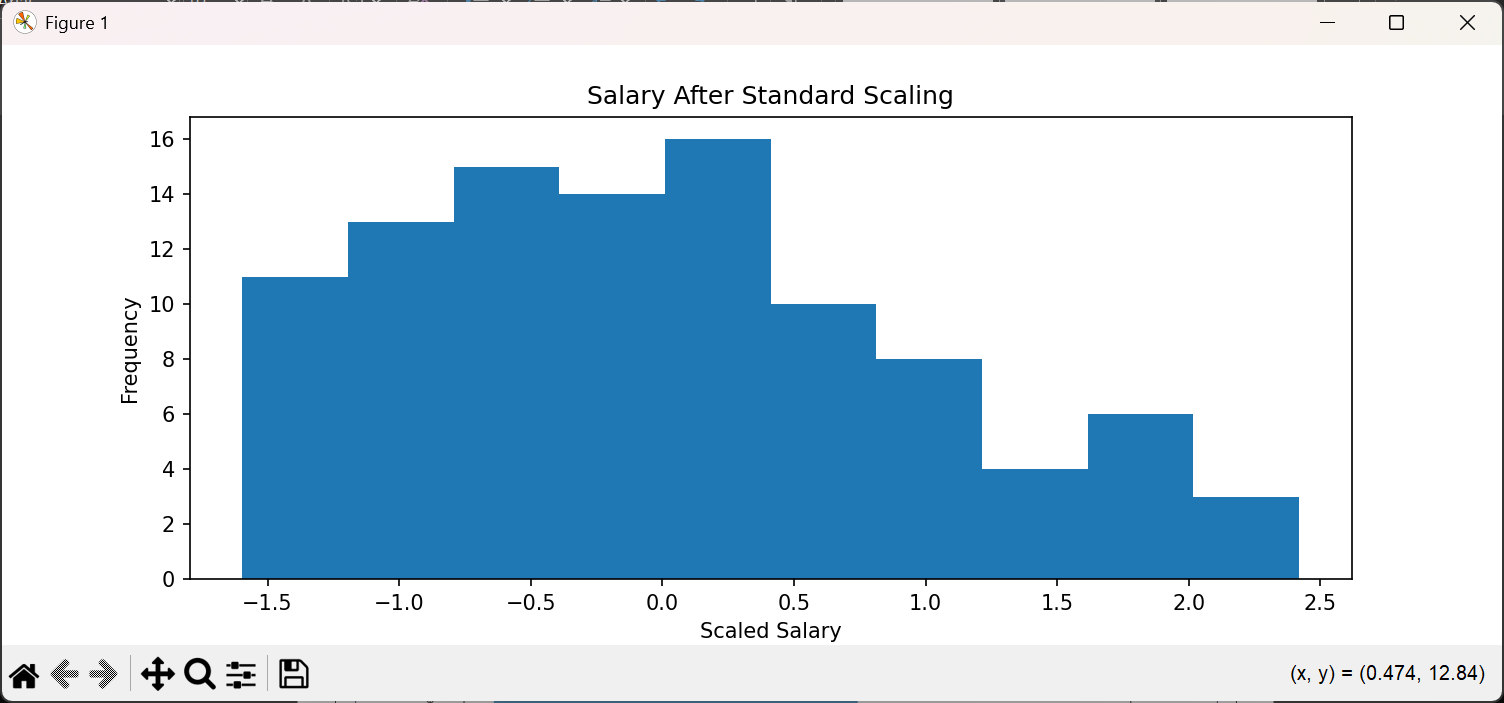 Figure 1
Salary After Standard Scaling
16
14
12
10
8
6
4
2
0
Frequency
−1.5 −1.0 −0.5 0.0 0.5 1.0 1.5 2.0 2.5
Scaled Salary
(x, y) = (0.474, 12.84)